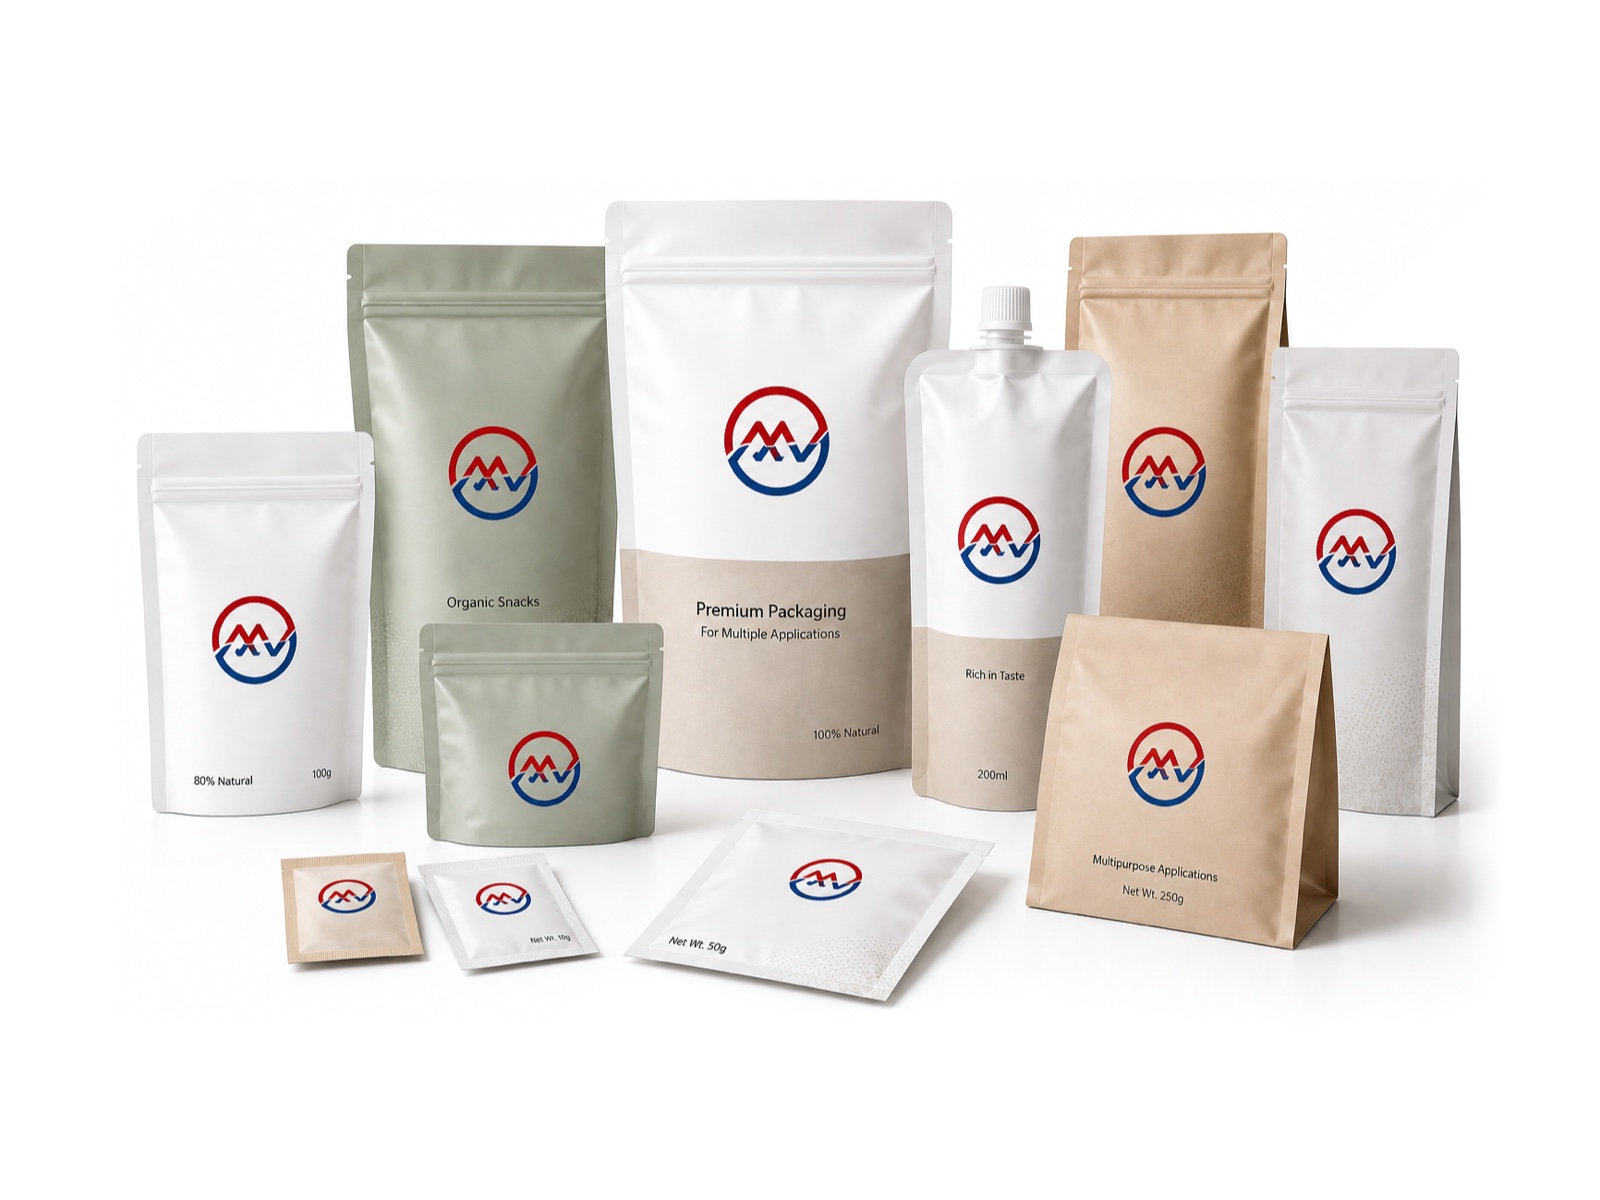 Organic Snacks
Premium Packaging
For Multiple Applications
100% Natural
Rich in Taste
200ml
80% Natural
100g
Multipurpose Applications
Net Wt. 250g
Net Wt. 10g
Net Wt. 50g